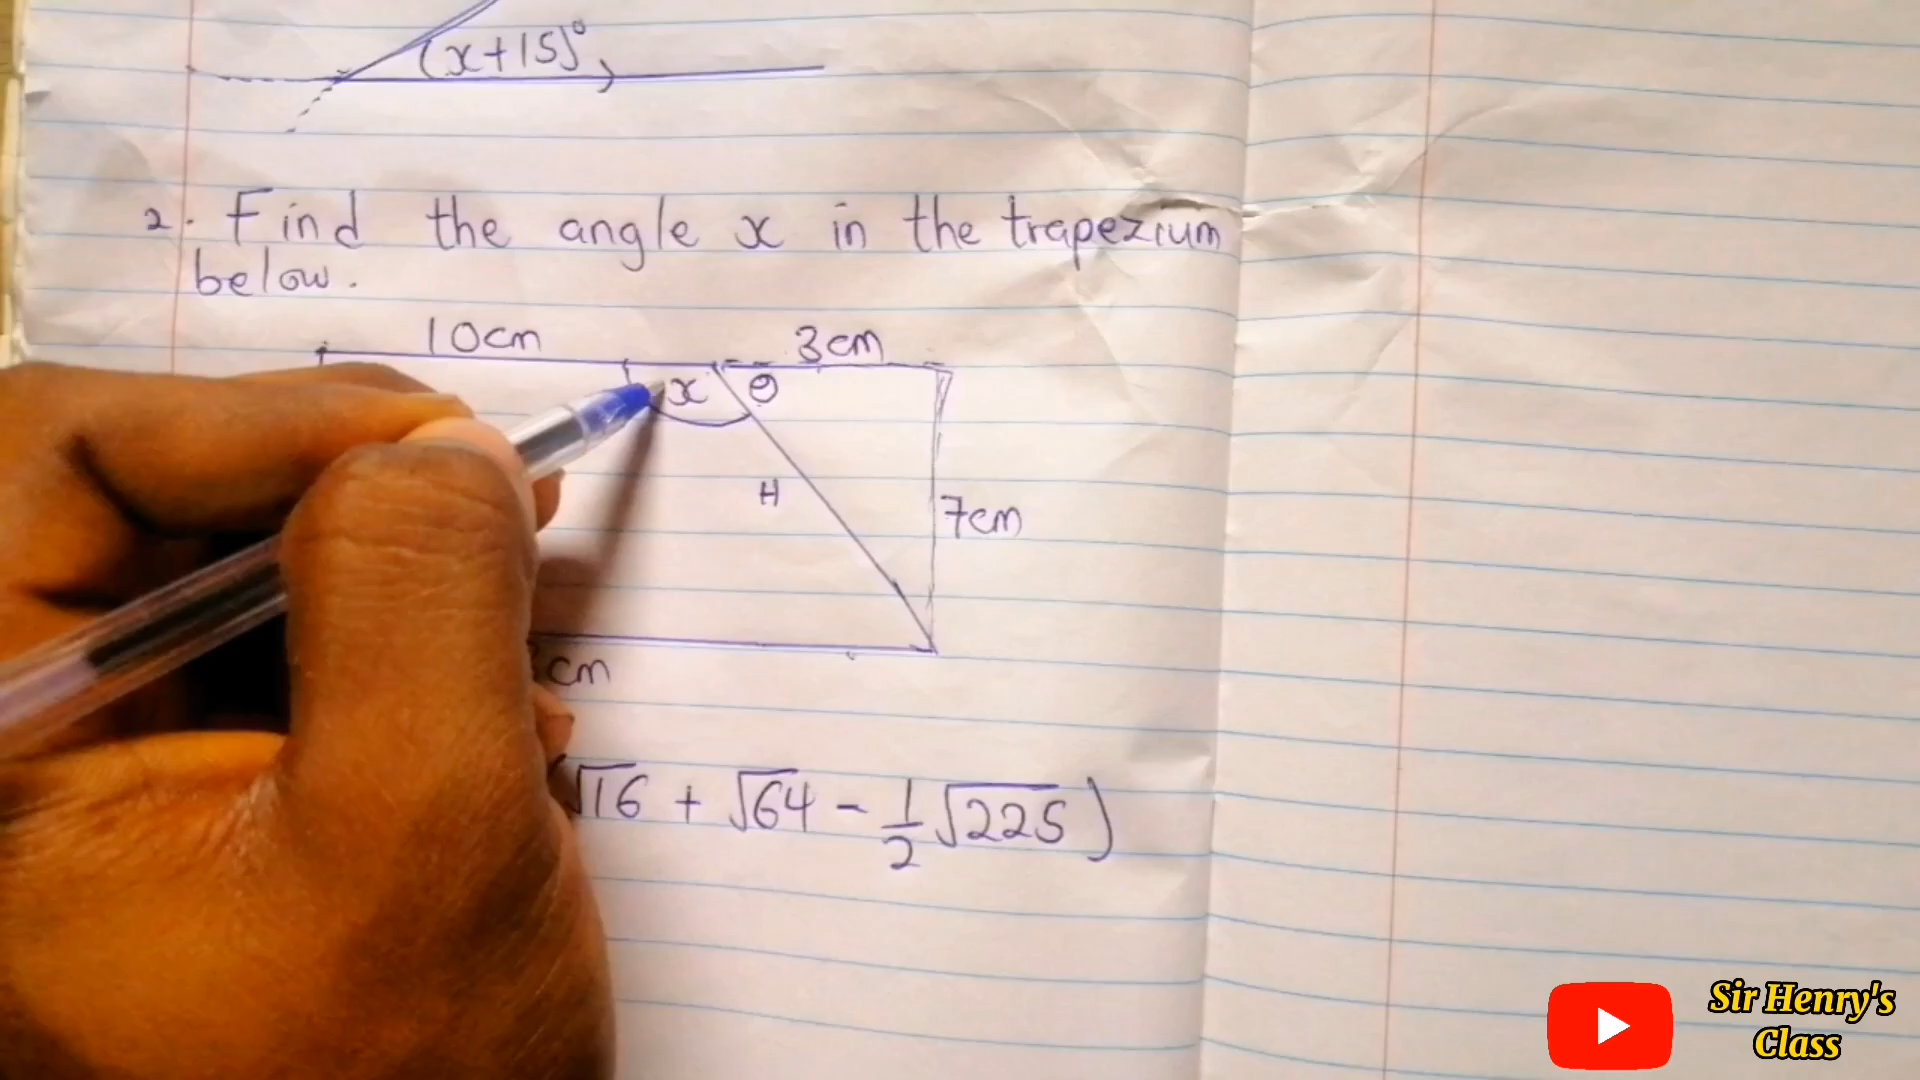 (x+15)°
2. Find the angle x in the trapezium
below.
10cm 3cm
x θ
H
7cm
cm
√16 + √64 - 1/2 √225 )
Sir Henry's
Class